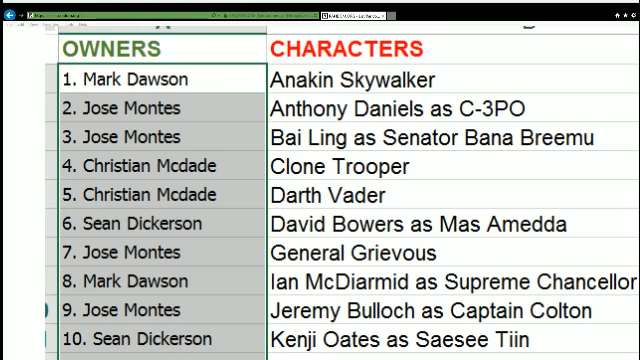 OWNERS CHARACTERS
1. Mark Dawson Anakin Skywalker
2. Jose Montes Anthony Daniels as C-3PO
3. Jose Montes Bai Ling as Senator Bana Breemu
4. Christian Mcdade Clone Trooper
5. Christian Mcdade Darth Vader
6. Sean Dickerson David Bowers as Mas Amedda
7. Jose Montes General Grievous
8. Mark Dawson Ian McDiarmid as Supreme Chancellor
9. Jose Montes Jeremy Bulloch as Captain Colton
10. Sean Dickerson Kenji Oates as Saesee Tiin